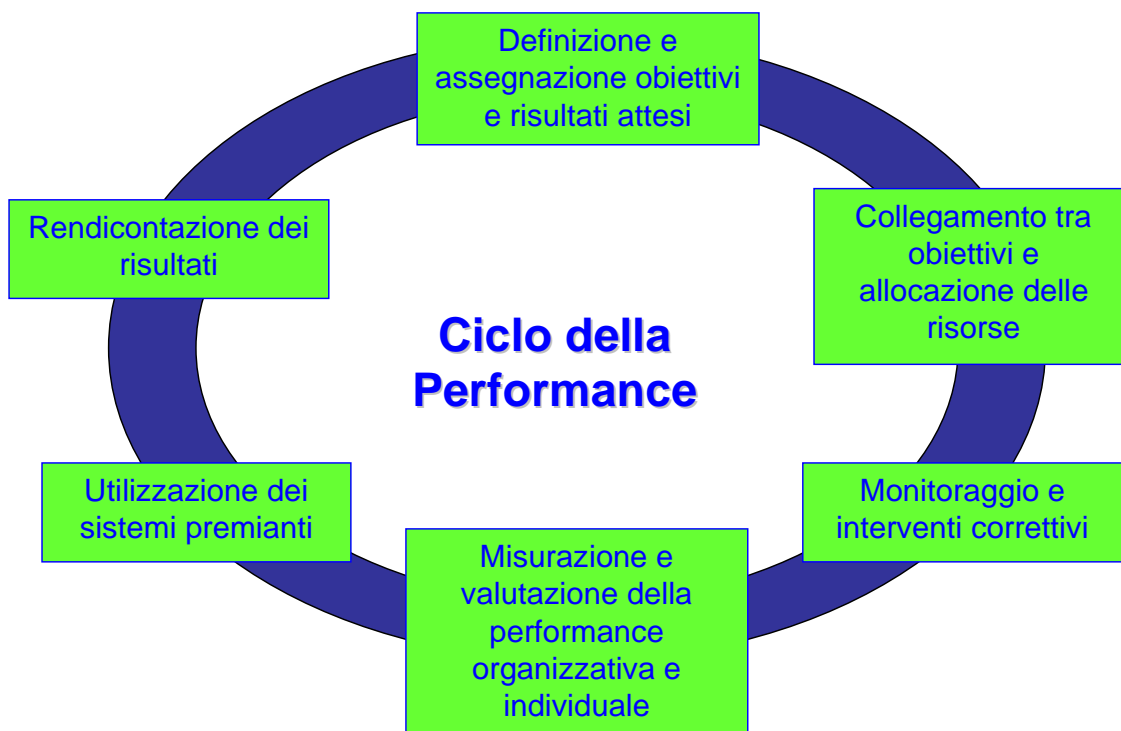 Definizione e
assegnazione obiettivi
e risultati attesi
Collegamento tra
obiettivi e
allocazione delle
risorse
Monitoraggio e
interventi correttivi
Misurazione e
valutazione della
performance
organizzativa e
individuale
Utilizzazione dei
sistemi premianti
Rendicontazione dei
risultati
Ciclo della
Performance